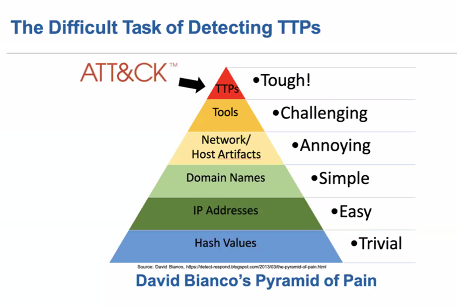 The Difficult Task of Detecting TTPs
ATT&CK™
TTPs
•Tough!
Tools
•Challenging
Network/
Host Artifacts
•Annoying
Domain Names
•Simple
IP Addresses
•Easy
Hash Values
•Trivial
Source: David Bianco, https://detect-respond.blogspot.com/2013/03/the-pyramid-of-pain.html
David Bianco's Pyramid of Pain